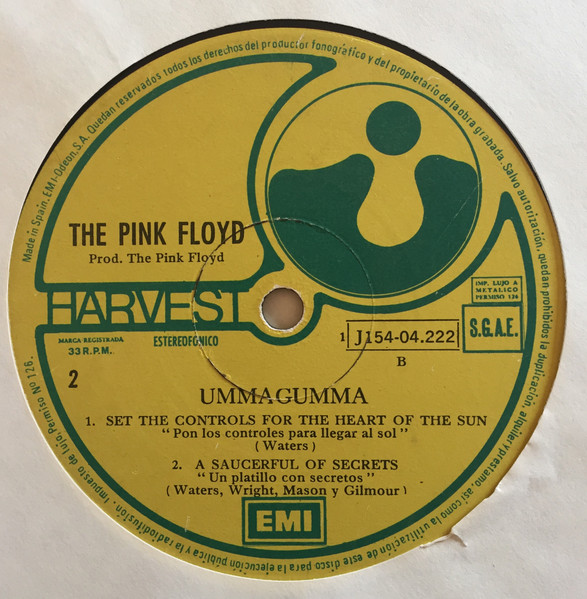 Made in Spain. EMI-Odeon, S.A. Quedan reservados todos los derechos del productor fonográfico y del propietario de la obra grabada. Salvo autorización, quedan prohibidos la duplicación, alquiler y préstamo, así como la utilización de este disco para la ejecución pública y la radiodifusión. Impuesto de Lujo, Permiso Nº 126.
THE PINK FLOYD
Prod. The Pink Floyd
HARVEST
IMP. LUJO A
METALICO
PERMISO 126
MARCA REGISTRADA
ESTEREOFONICO
33 R.P.M.
1 J154-04.222
S.G.A.E.
B
2
UMMAGUMMA
1. SET THE CONTROLS FOR THE HEART OF THE SUN
"Pon los controles para llegar al sol"
(Waters)
2. A SAUCERFUL OF SECRETS
"Un platillo con secretos"
(Waters, Wright, Mason y Gilmour)
EMI